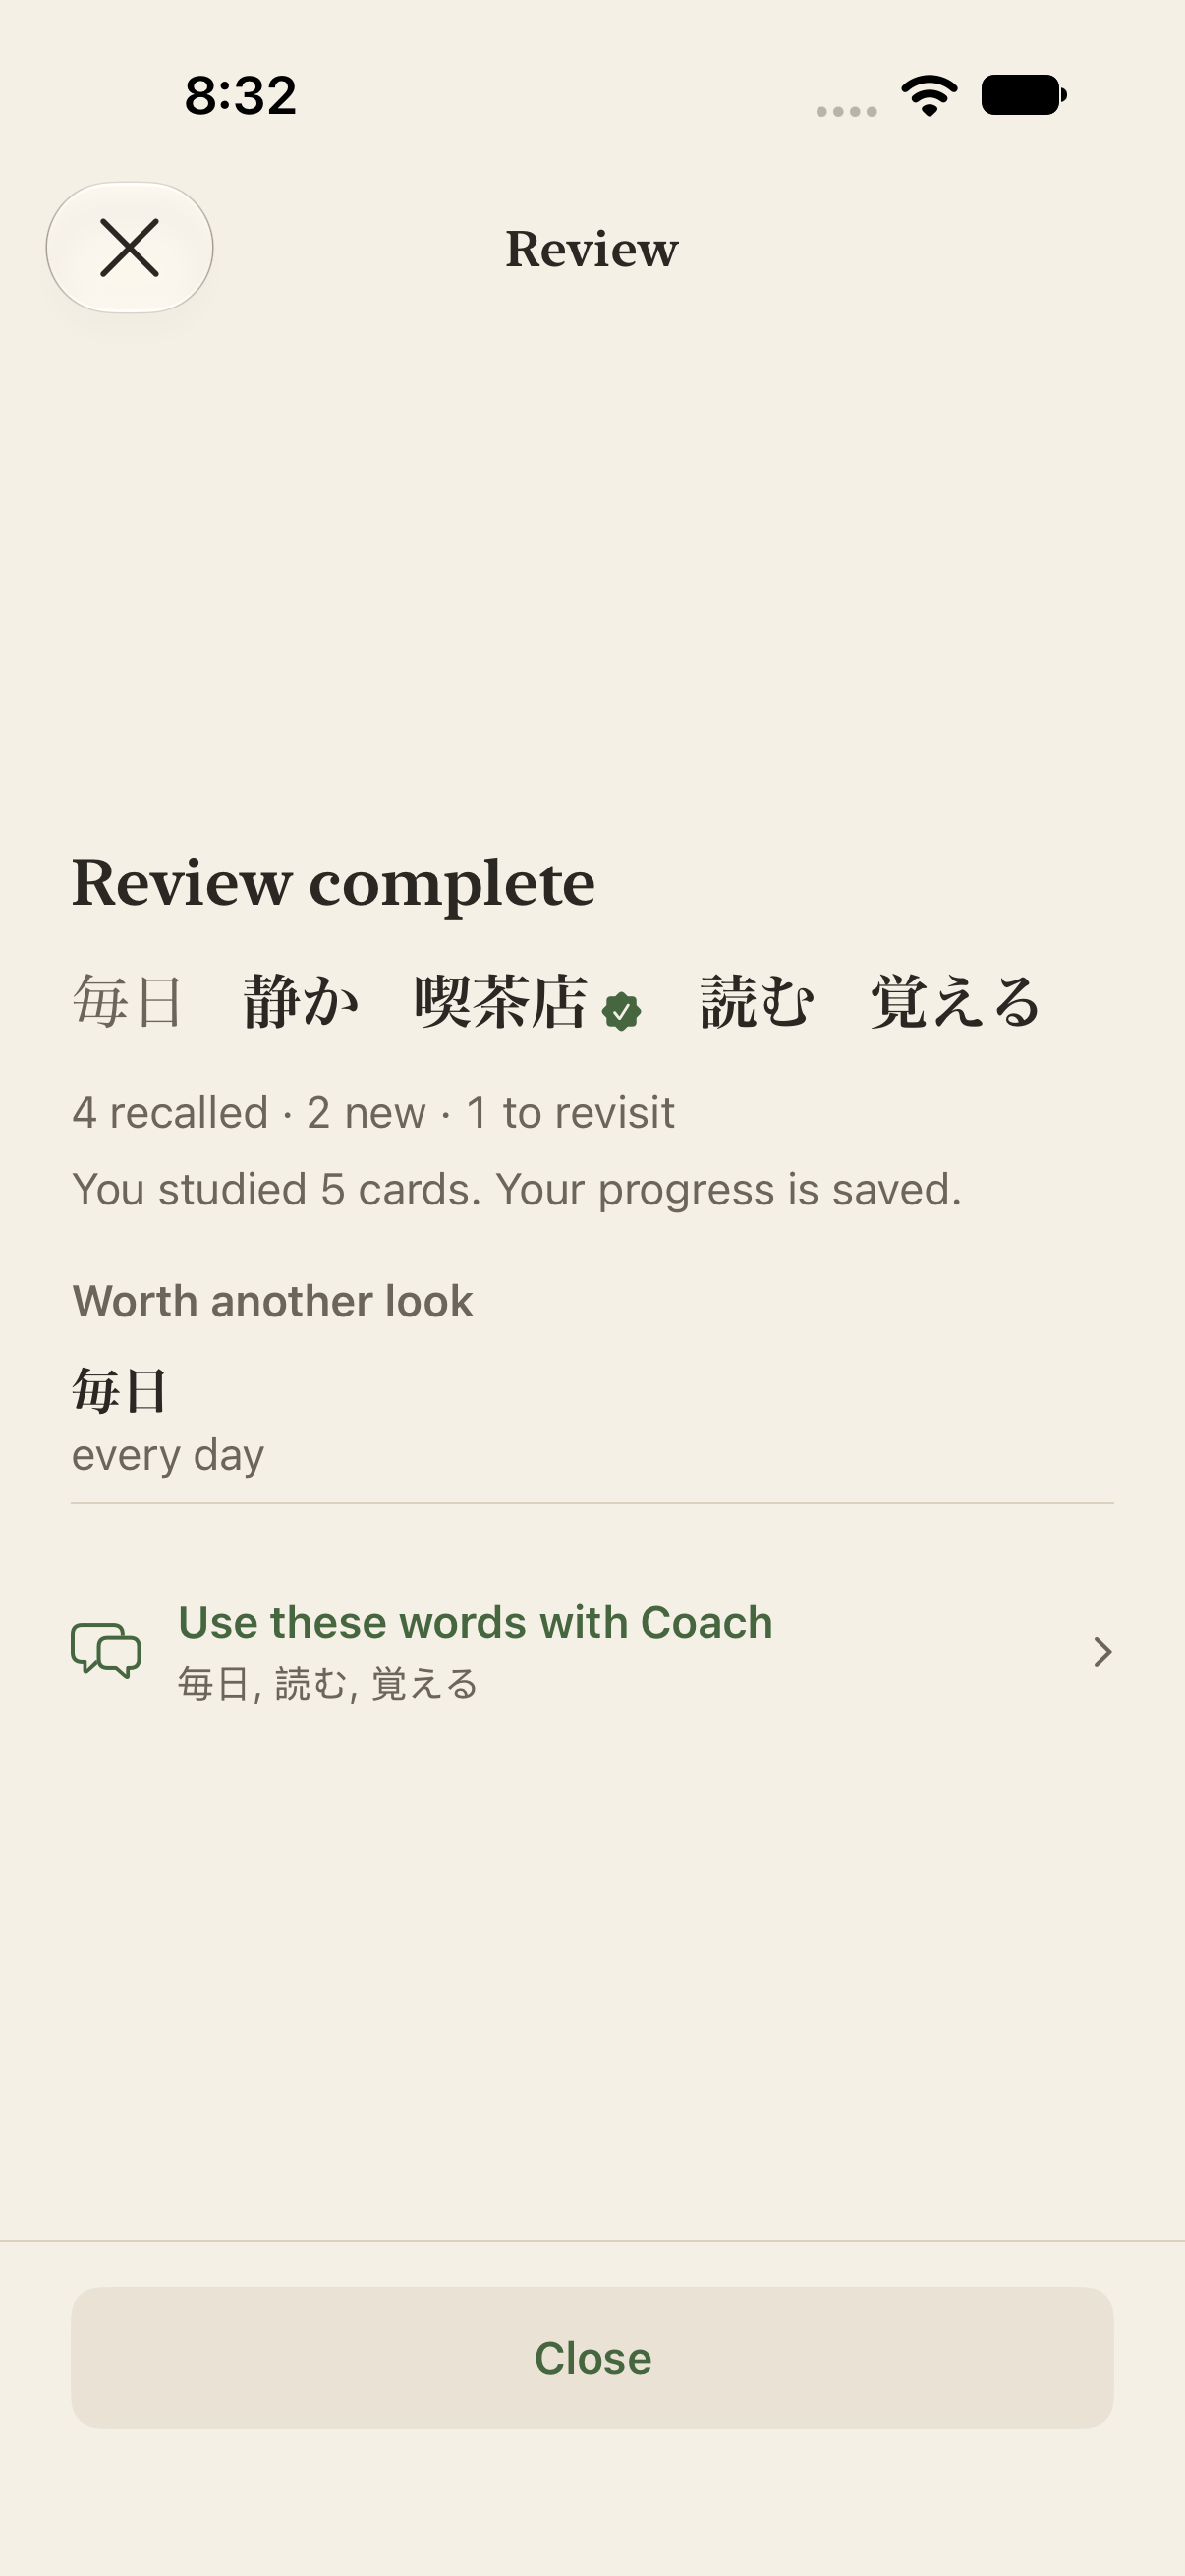 8:32
Review
Review complete
毎日 静か 喫茶店 読む 覚える
4 recalled · 2 new · 1 to revisit
You studied 5 cards. Your progress is saved.
Worth another look
毎日
every day
Use these words with Coach
毎日, 読む, 覚える
Close